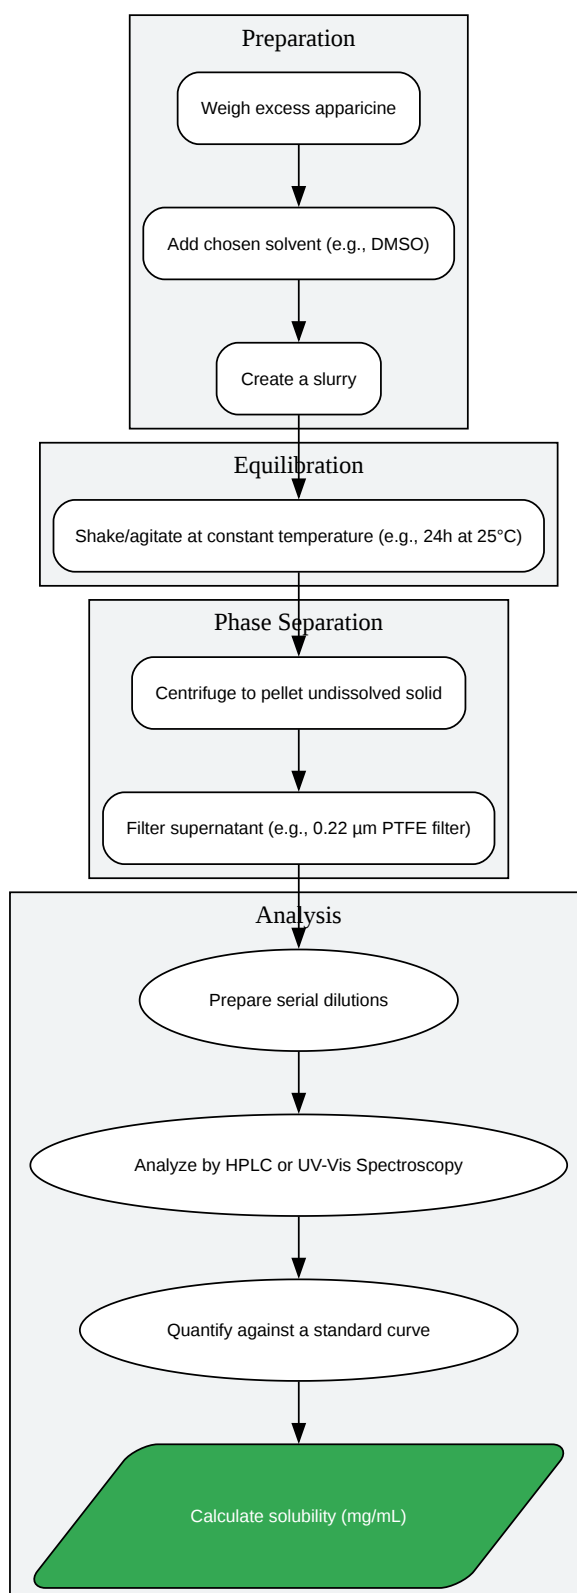 Preparation
Weigh excess apparicine
Add chosen solvent (e.g., DMSO)
Create a slurry
Equilibration
Shake/agitate at constant temperature (e.g., 24h at 25°C)
Phase Separation
Centrifuge to pellet undissolved solid
Filter supernatant (e.g., 0.22 µm PTFE filter)
Analysis
Prepare serial dilutions
Analyze by HPLC or UV-Vis Spectroscopy
Quantify against a standard curve
Calculate solubility (mg/mL)